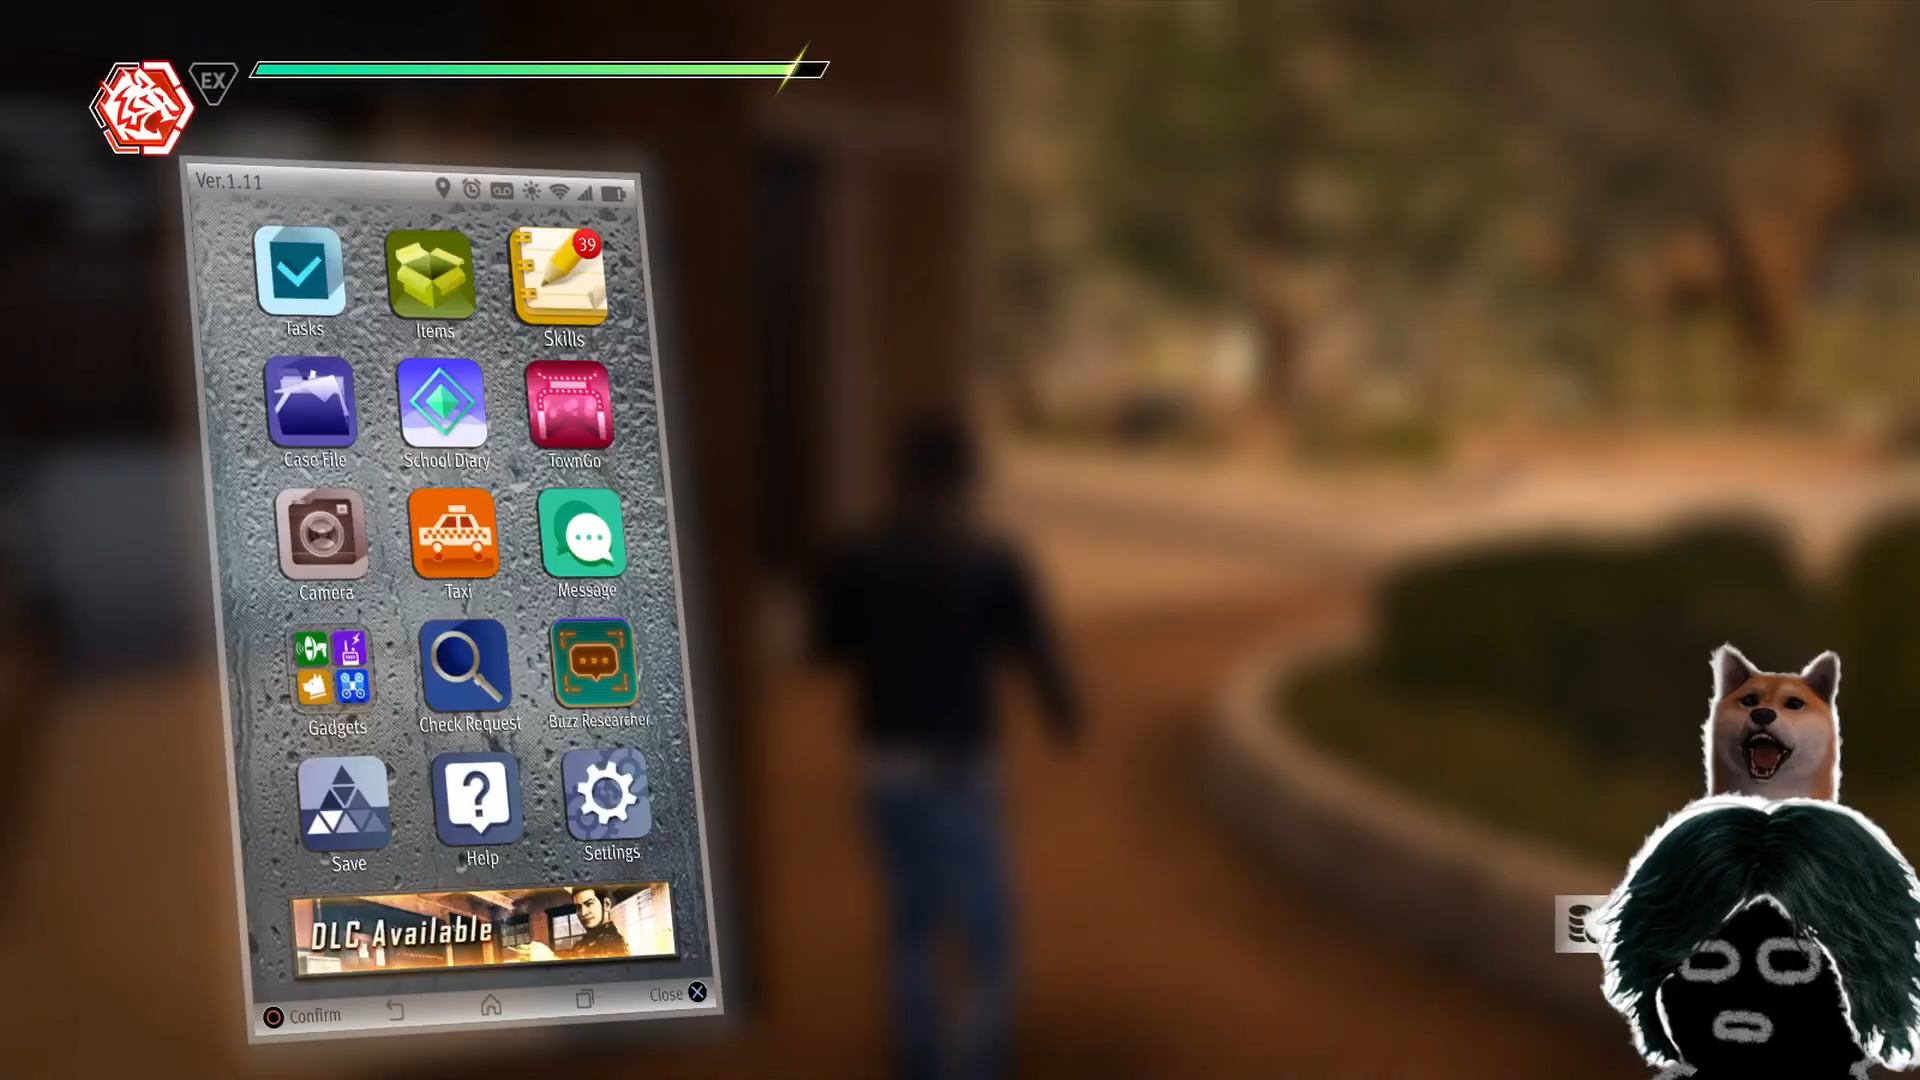 EX
Ver.1.11
39
Tasks
Items
Skills
Case File
School Diary
TownGo
Camera
Taxi
Message
Gadgets
Check Request
Buzz Researcher
Save
Help
Settings
DLC Available
Confirm
Close